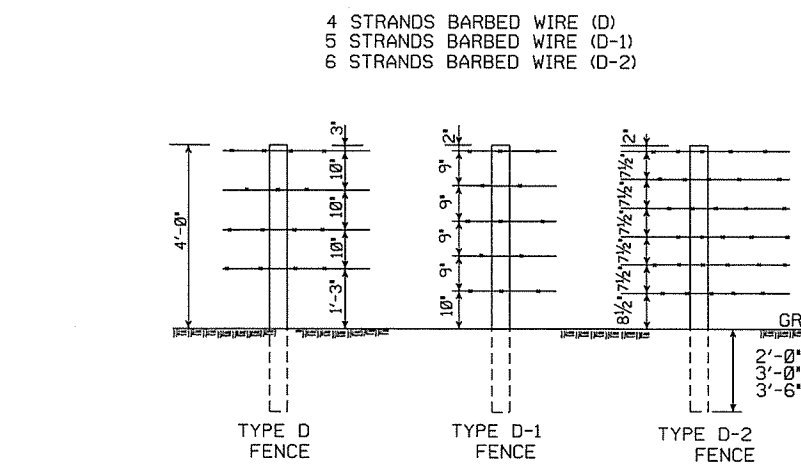 4 STRANDS BARBED WIRE (D)
5 STRANDS BARBED WIRE (D-1)
6 STRANDS BARBED WIRE (D-2)
4'-0"
3"
10"
10"
10"
1'-3"
2"
9"
9"
9"
9"
10"
2"
7½"
7½"
7½"
7½"
7½"
8½"
GR
2'-0"
3'-0"
3'-6"
TYPE D
FENCE
TYPE D-1
FENCE
TYPE D-2
FENCE